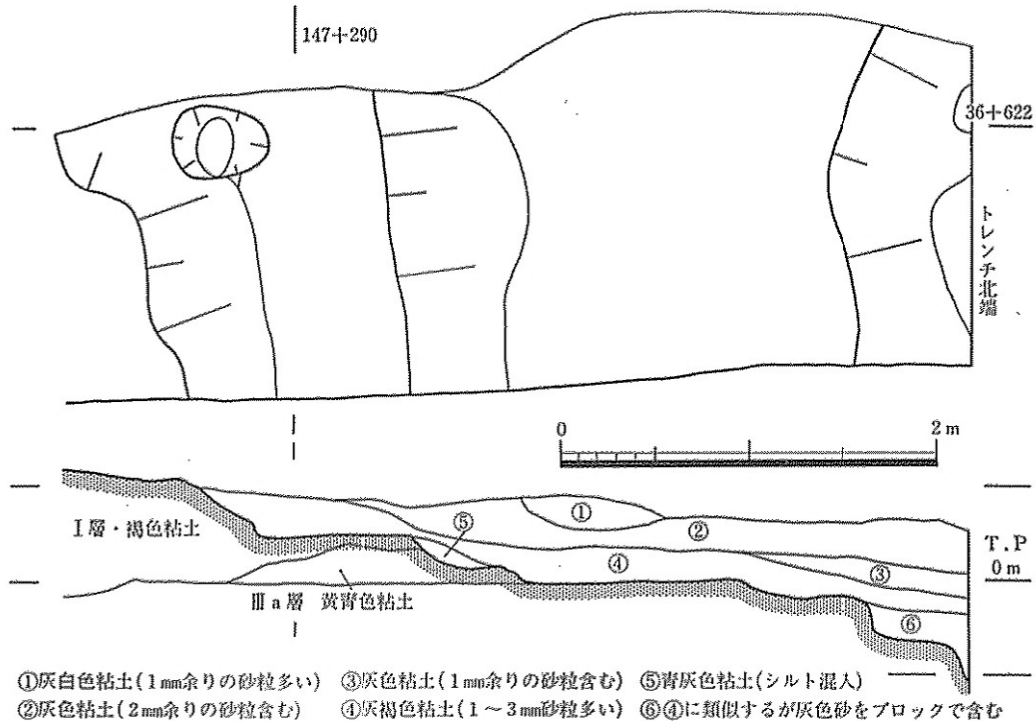 147+290
36+622
トレンチ北端
0 2m
Ⅰ層・褐色粘土
① ② ③ ④ ⑤ ⑥
T.P
0m
Ⅲa層 黄青色粘土
①灰白色粘土(1mm余りの砂粒多い) ③灰色粘土(1mm余りの砂粒含む) ⑤青灰色粘土(シルト混入)
②灰色粘土(2mm余りの砂粒含む) ④灰褐色粘土(1～3mm砂粒多い) ⑥④に類似するが灰色砂をブロックで含む